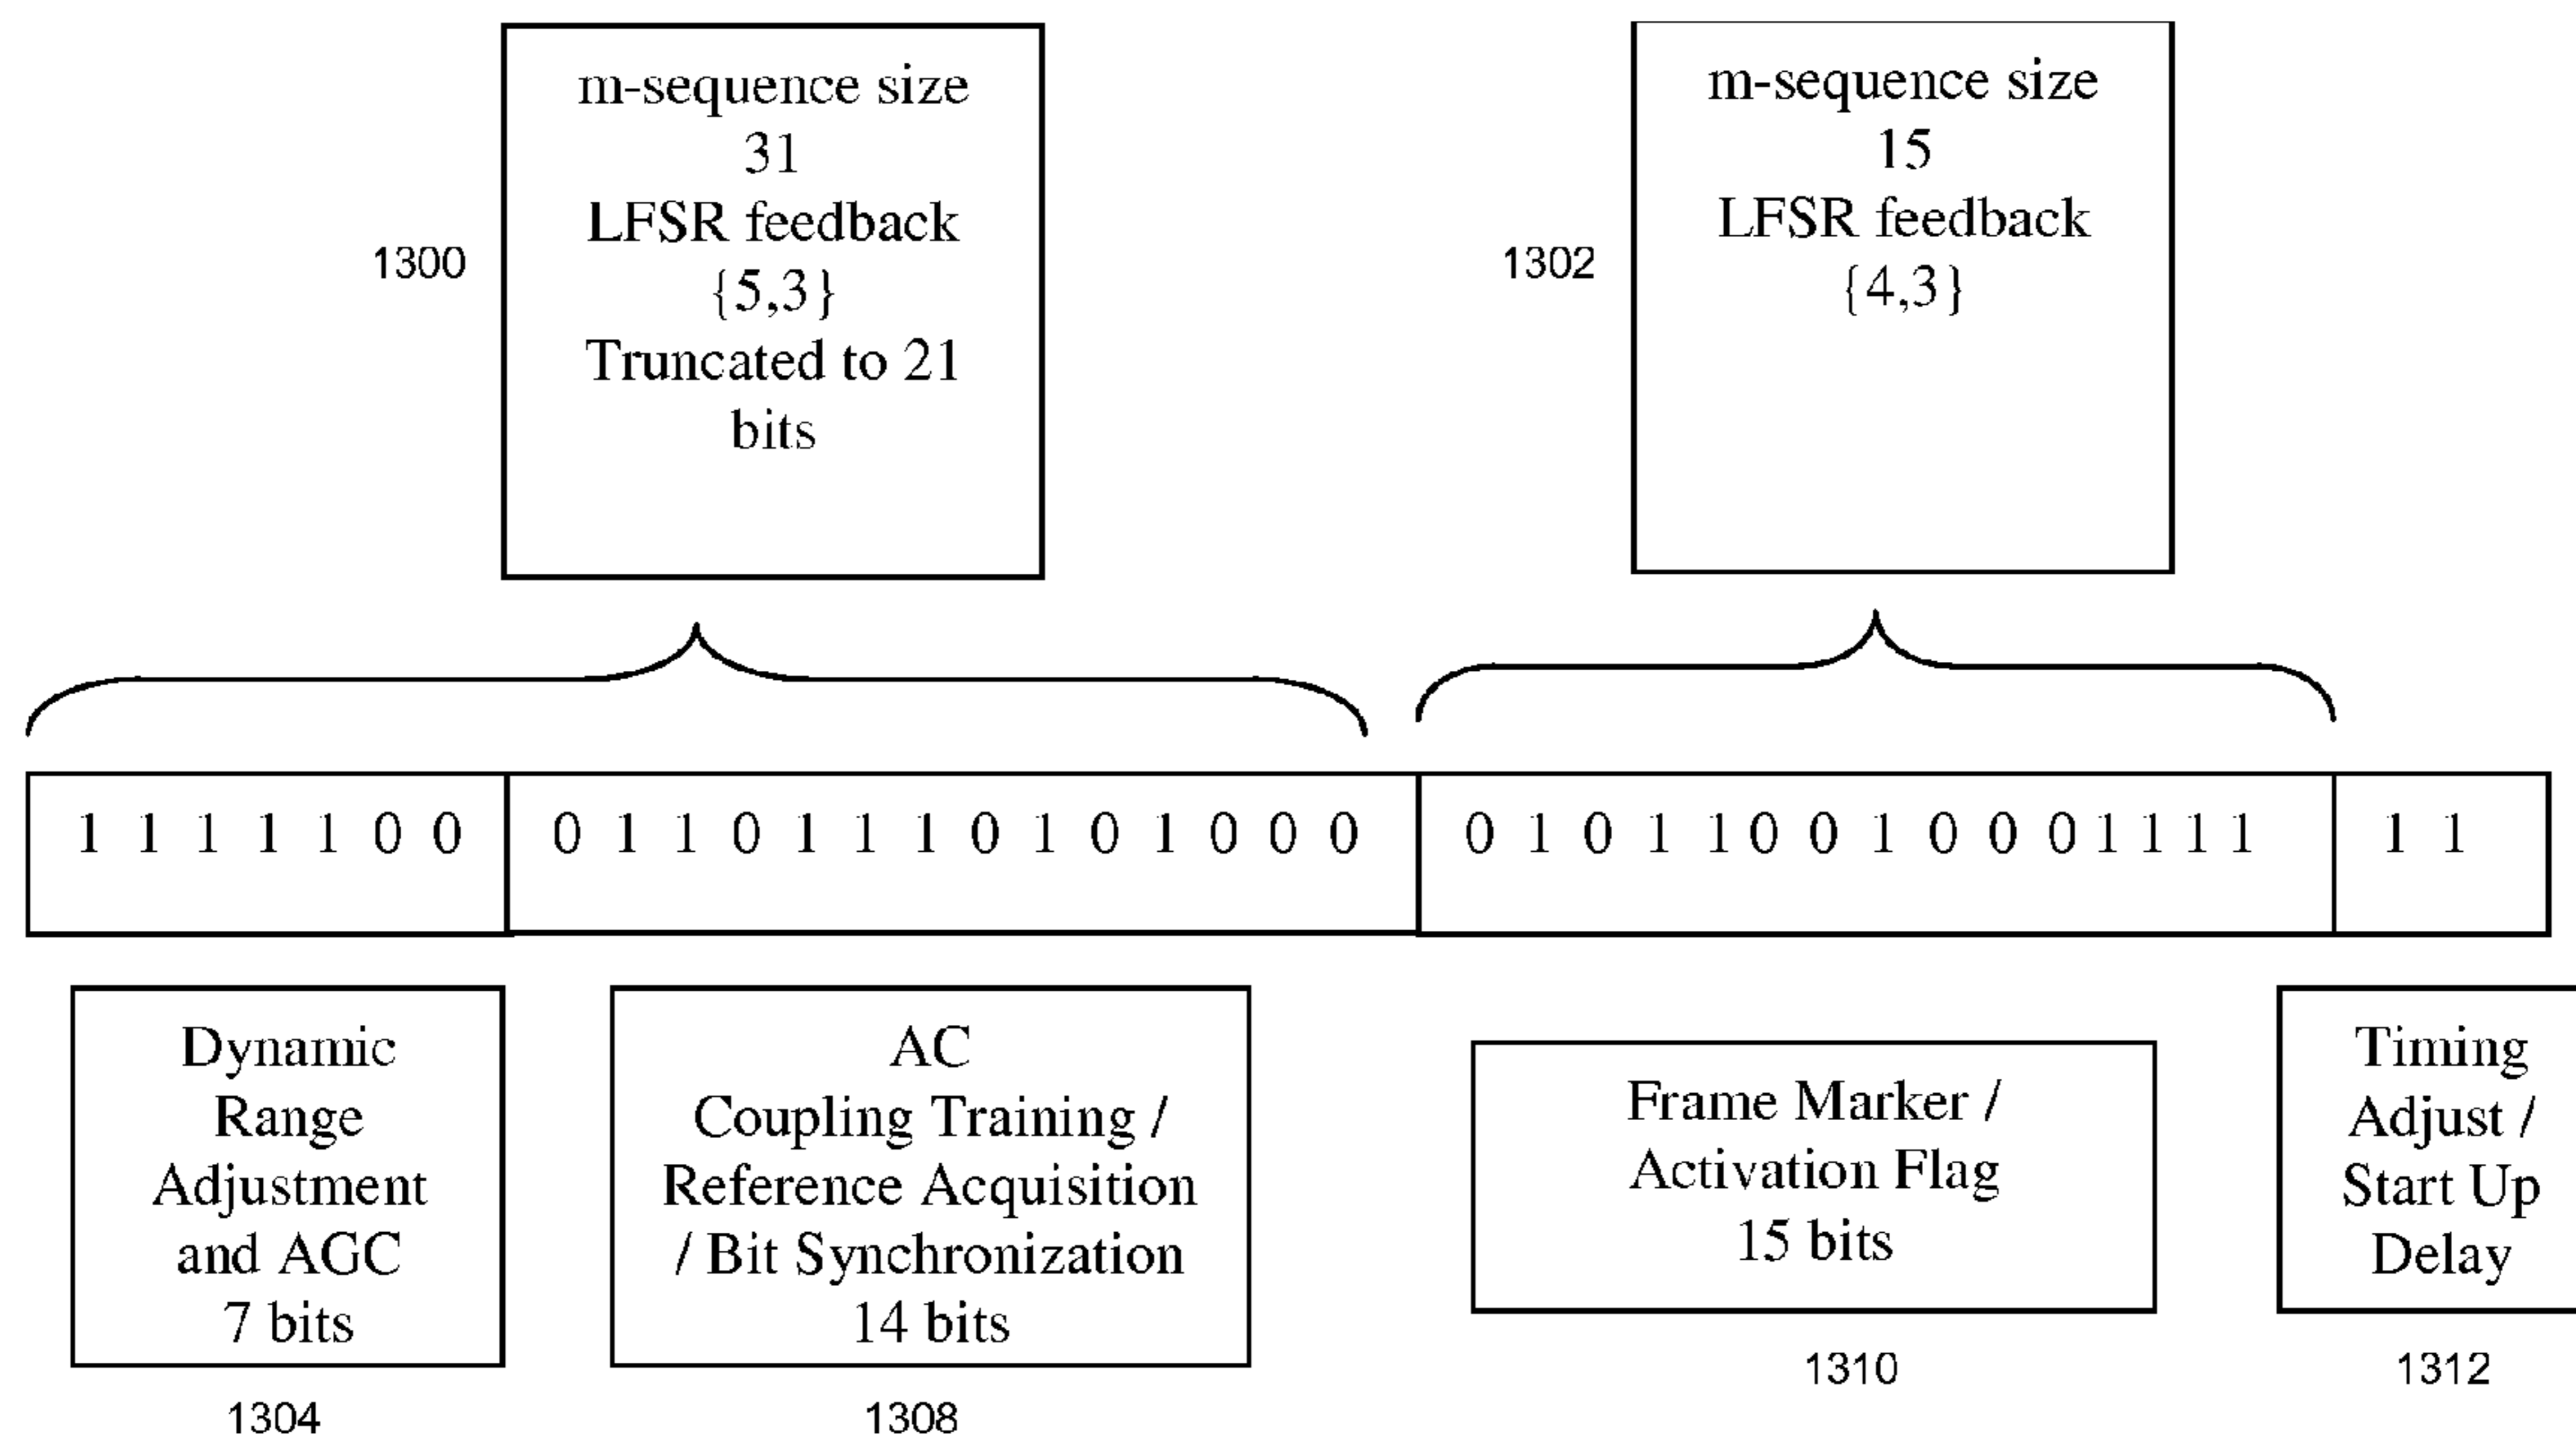 m-sequence size
31
LFSR feedback
{5,3}
Truncated to 21
bits
1300
m-sequence size
15
LFSR feedback
{4,3}
1302
1 1 1 1 1 0 0
0 1 1 0 1 1 1 0 1 0 1 0 0 0
0 1 0 1 1 0 0 1 0 0 0 1 1 1 1
1 1
Dynamic
Range
Adjustment
and AGC
7 bits
1304
AC
Coupling Training /
Reference Acquisition
/ Bit Synchronization
14 bits
1308
Frame Marker /
Activation Flag
15 bits
1310
Timing
Adjust /
Start Up
Delay
1312